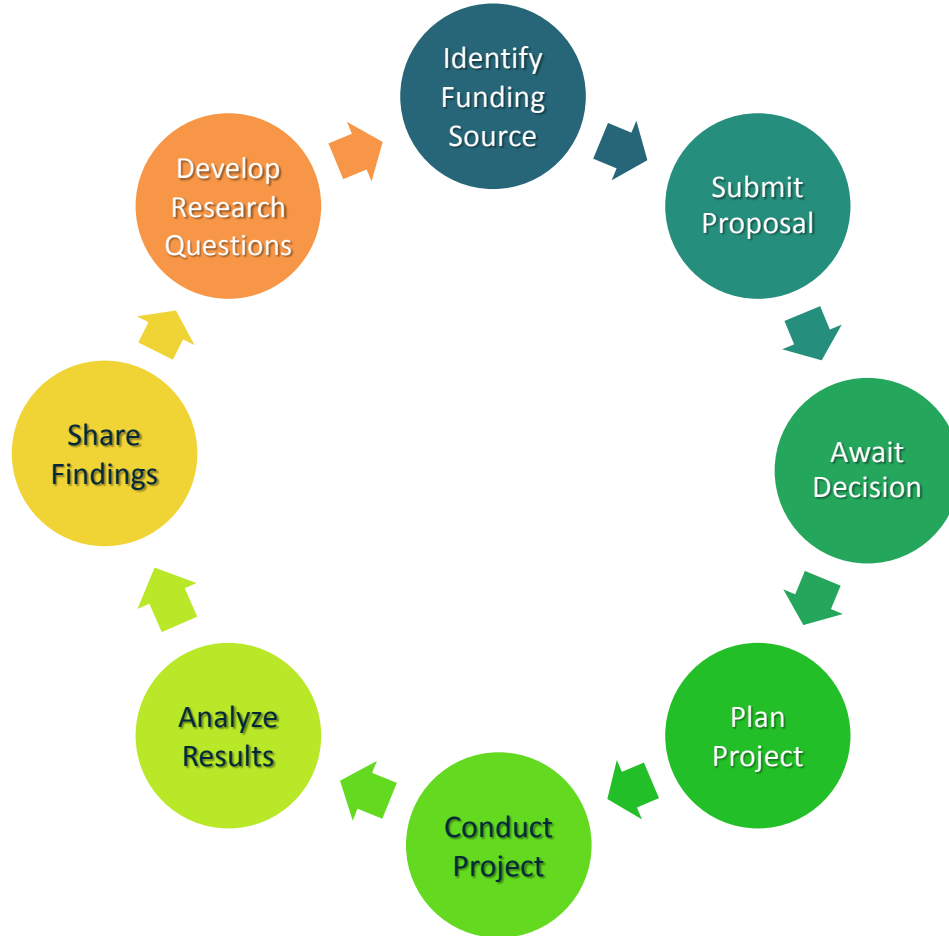 Identify
Funding
Source
Submit
Proposal
Await
Decision
Plan
Project
Conduct
Project
Analyze
Results
Share
Findings
Develop
Research
Questions